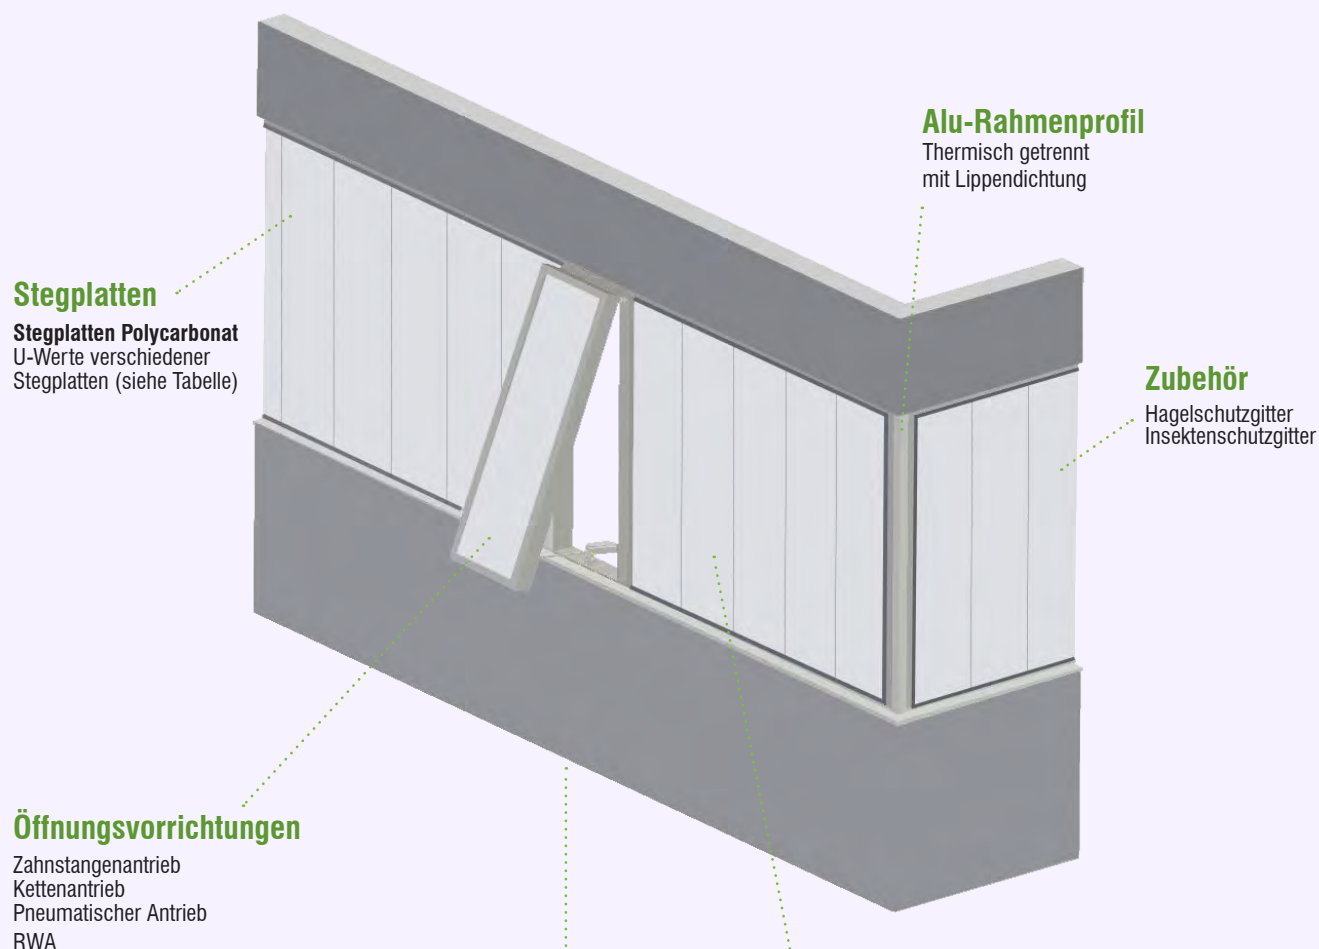 Alu-Rahmenprofil
Thermisch getrennt
mit Lippendichtung
Stegplatten
Stegplatten Polycarbonat
U-Werte verschiedener
Stegplatten (siehe Tabelle)
Zubehör
Hagelschutzgitter
Insektenschutzgitter
Öffnungsvorrichtungen
Zahnstangenantrieb
Kettenantrieb
Pneumatischer Antrieb
RWA